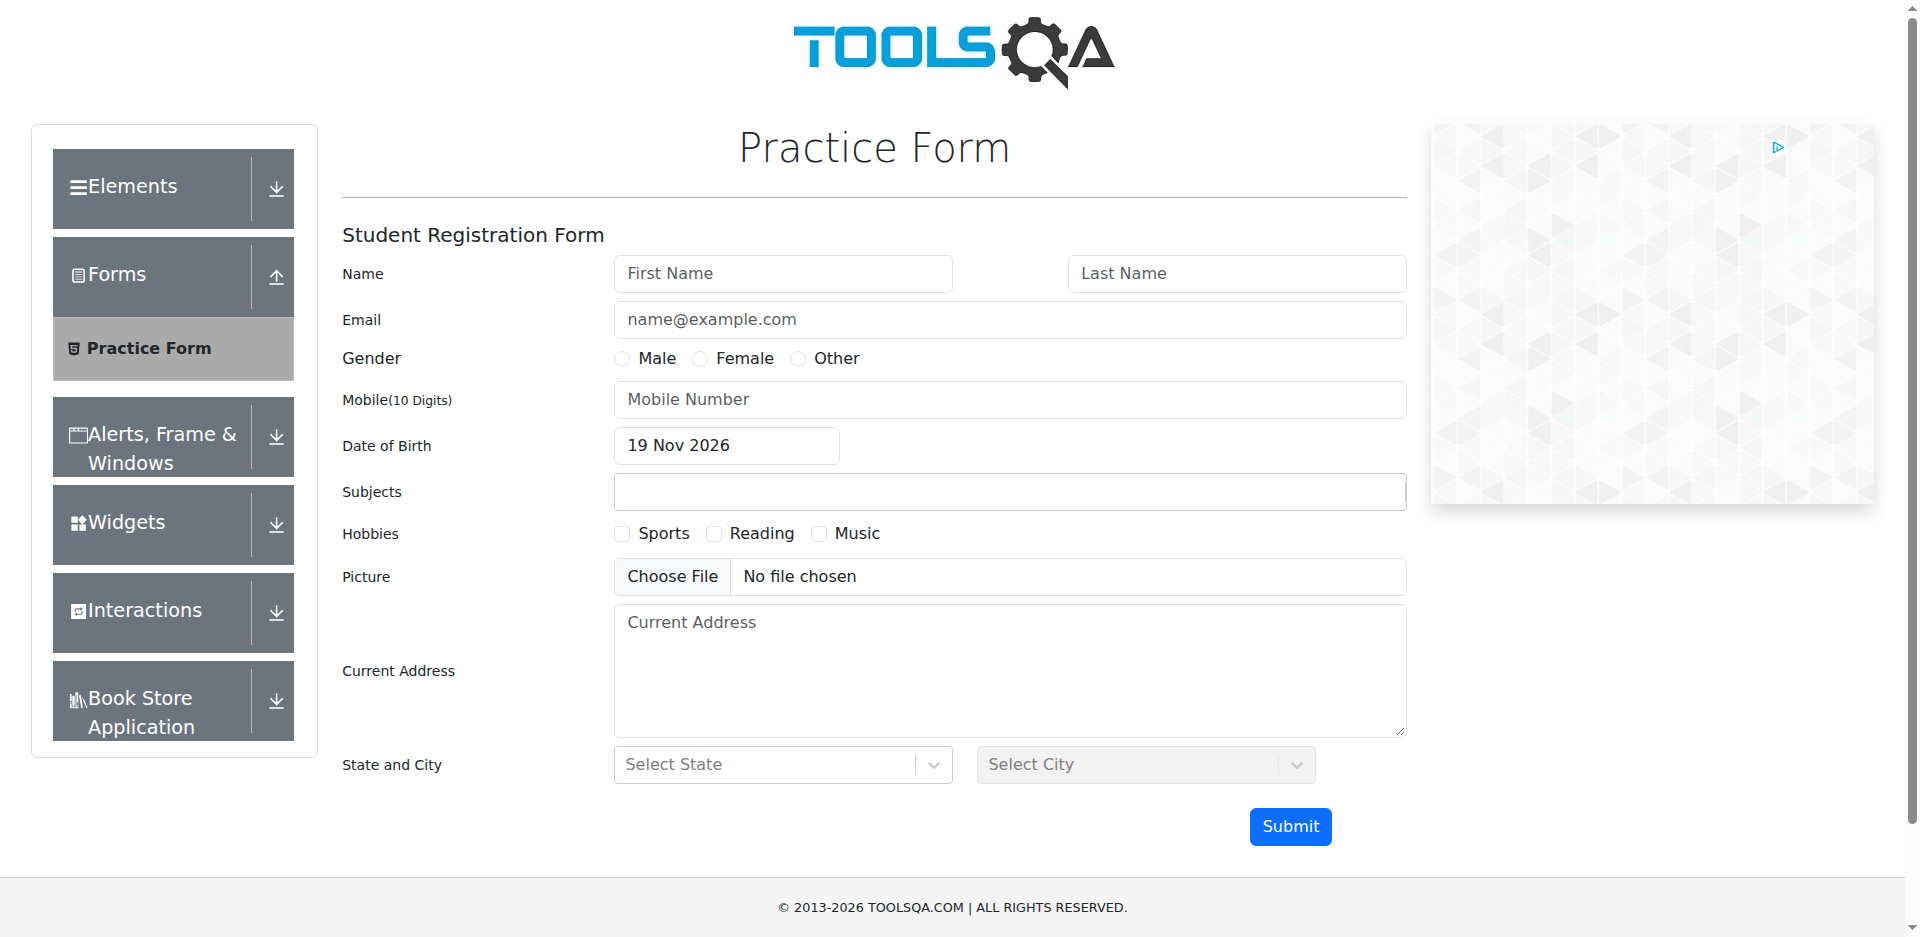 TOOLSQA
Practice Form
Elements
Forms
Practice Form
Alerts, Frame &
Windows
Widgets
Interactions
Book Store
Application
Student Registration Form
Name First Name Last Name
Email name@example.com
Gender Male Female Other
Mobile(10 Digits) Mobile Number
Date of Birth 19 Nov 2026
Subjects
Hobbies Sports Reading Music
Picture Choose File No file chosen
Current Address Current Address
State and City Select State Select City
Submit
© 2013-2026 TOOLSQA.COM | ALL RIGHTS RESERVED.